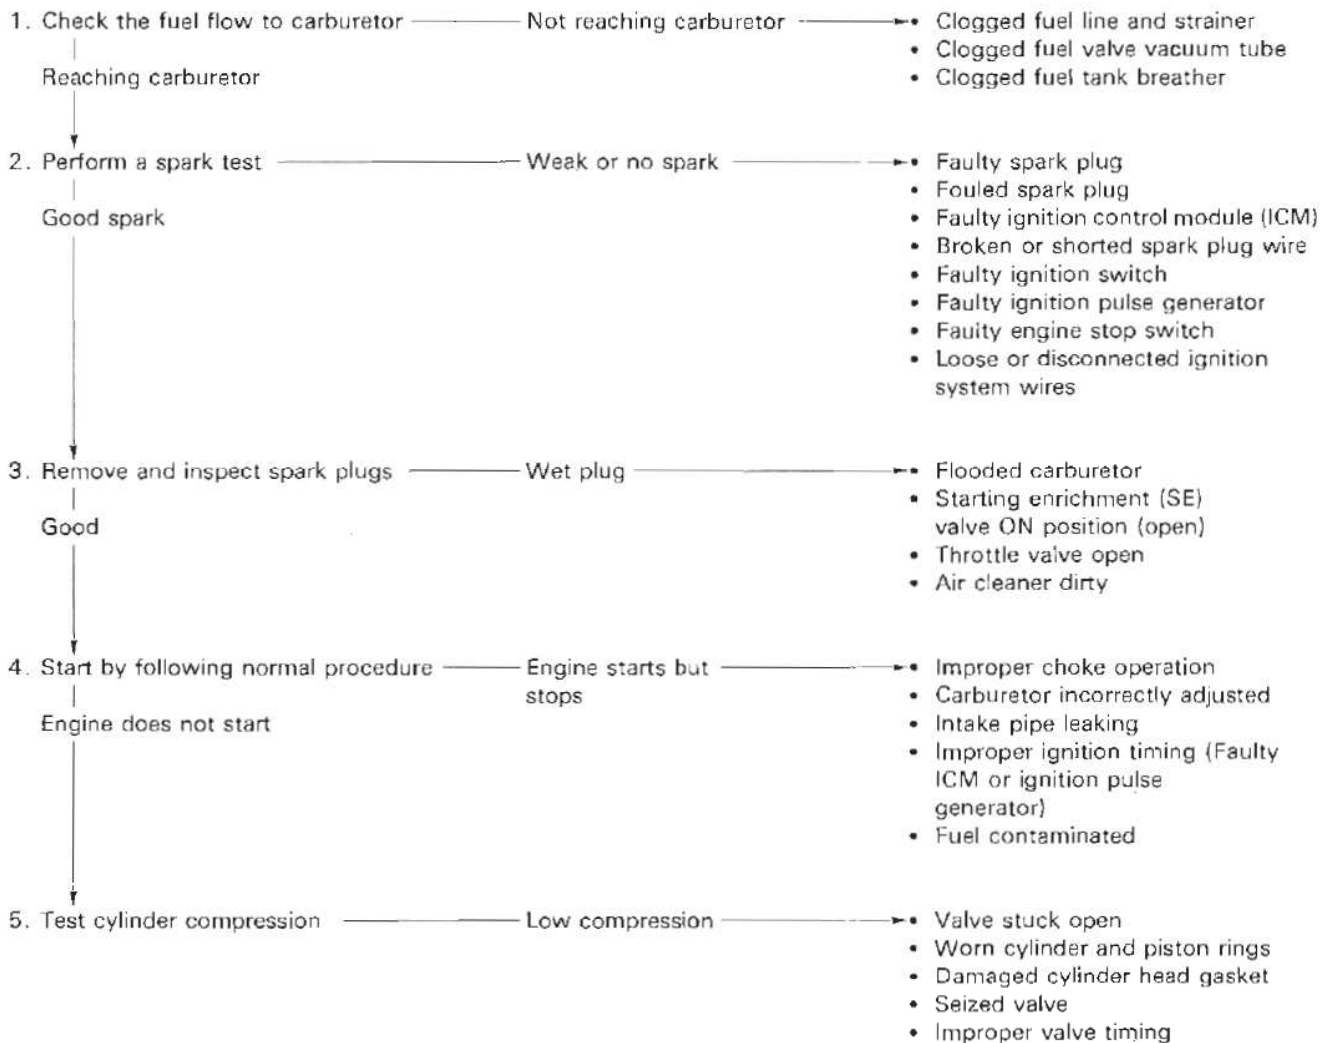 1. Check the fuel flow to carburetor Not reaching carburetor • Clogged fuel line and strainer
• Clogged fuel valve vacuum tube
Reaching carburetor • Clogged fuel tank breather
2. Perform a spark test Weak or no spark • Faulty spark plug
• Fouled spark plug
Good spark • Faulty ignition control module (ICM)
• Broken or shorted spark plug wire
• Faulty ignition switch
• Faulty ignition pulse generator
• Faulty engine stop switch
• Loose or disconnected ignition
system wires
3. Remove and inspect spark plugs Wet plug • Flooded carburetor
• Starting enrichment (SE)
Good valve ON position (open)
• Throttle valve open
• Air cleaner dirty
4. Start by following normal procedure Engine starts but • Improper choke operation
stops • Carburetor incorrectly adjusted
Engine does not start • Intake pipe leaking
• Improper ignition timing (Faulty
ICM or ignition pulse
generator)
• Fuel contaminated
5. Test cylinder compression Low compression • Valve stuck open
• Worn cylinder and piston rings
• Damaged cylinder head gasket
• Seized valve
• Improper valve timing